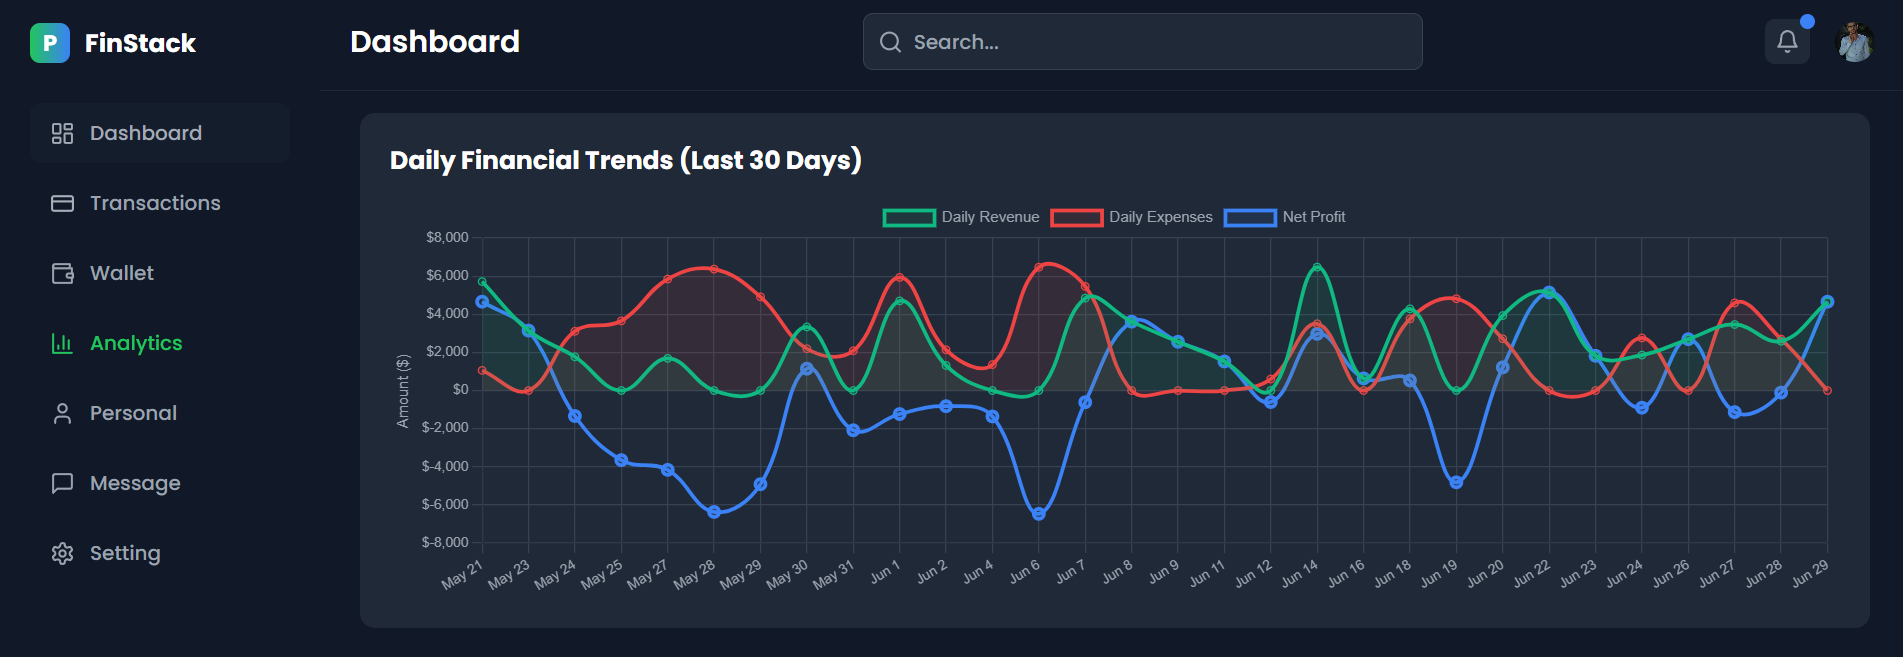 P FinStack
Dashboard
Search...
Dashboard
Transactions
Wallet
Analytics
Personal
Message
Setting
Daily Financial Trends (Last 30 Days)
Daily Revenue Daily Expenses Net Profit
Amount ($)
$8,000
$6,000
$4,000
$2,000
$0
$-2,000
$-4,000
$-6,000
$-8,000
May 21 May 23 May 24 May 25 May 27 May 28 May 29 May 30 May 31 Jun 1 Jun 2 Jun 4 Jun 6 Jun 7 Jun 8 Jun 9 Jun 11 Jun 12 Jun 14 Jun 16 Jun 18 Jun 19 Jun 20 Jun 22 Jun 23 Jun 24 Jun 26 Jun 27 Jun 28 Jun 29